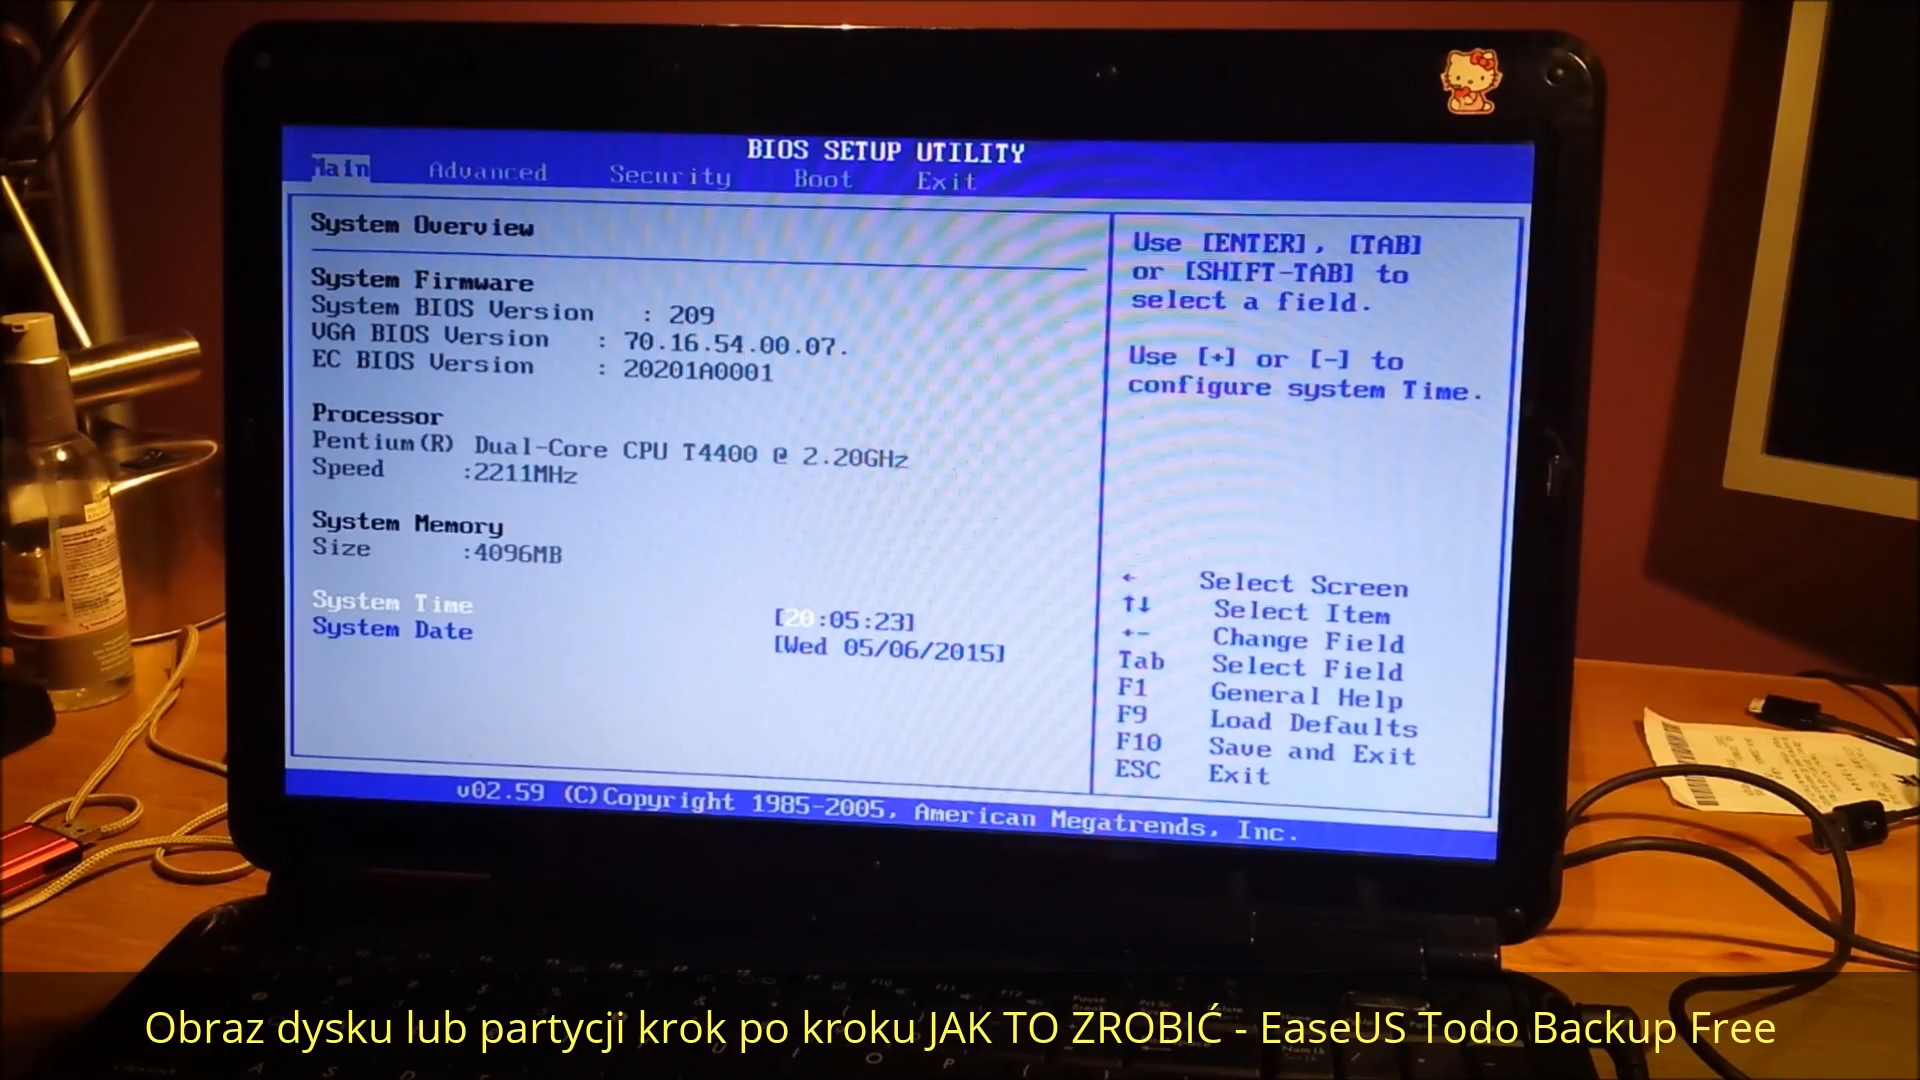 BIOS SETUP UTILITY
Main Advanced Security Boot Exit
System Overview
System Firmware
System BIOS Version : 209
VGA BIOS Version : 70.16.54.00.07.
EC BIOS Version : 20201A0001
Processor
Pentium(R) Dual-Core CPU T4400 @ 2.20GHz
Speed :2211MHz
System Memory
Size :4096MB
System Time [20:05:23]
System Date [Wed 05/06/2015]
Use [ENTER], [TAB]
or [SHIFT-TAB] to
select a field.
Use [+] or [-] to
configure system Time.
← Select Screen
↑↓ Select Item
+- Change Field
Tab Select Field
F1 General Help
F9 Load Defaults
F10 Save and Exit
ESC Exit
v02.59 (C)Copyright 1985-2005, American Megatrends, Inc.
Obraz dysku lub partycji krok po kroku JAK TO ZROBIĆ - EaseUS Todo Backup Free